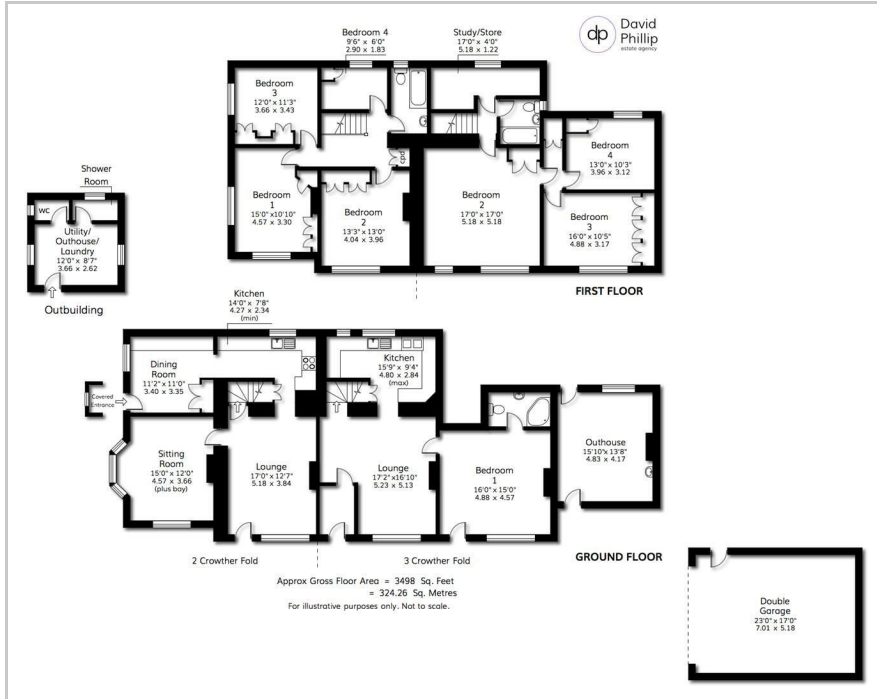 dp
David
Phillip
estate agency
Bedroom 4
9'6" x 6'0"
2.90 x 1.83
Study/Store
17'0" x 4'0"
5.18 x 1.22
Bedroom
3
12'0" x 11'3"
3.66 x 3.43
cpd
Bedroom
1
15'0" x10'10"
4.57 x 3.30
Bedroom
2
13'3" x 13'0"
4.04 x 3.96
Bedroom
2
17'0" x 17'0"
5.18 x 5.18
Bedroom
4
13'0" x 10'3"
3.96 x 3.12
Bedroom
3
16'0" x 10'5"
4.88 x 3.17
FIRST FLOOR
Shower
Room
WC
Utility/
Outhouse/
Laundry
12'0" x 8'7"
3.66 x 2.62
Outbuilding
Kitchen
14'0" x 7'8"
4.27 x 2.34
(min)
Dining
Room
11'2" x 11'0"
3.40 x 3.35
Covered
Entrance
Kitchen
15'9" x 9'4"
4.80 x 2.84
(max)
Sitting
Room
15'0" x 12'0"
4.57 x 3.66
(plus bay)
Lounge
17'0" x 12'7"
5.18 x 3.84
Lounge
17'2" x16'10"
5.23 x 5.13
Bedroom
1
16'0" x 15'0"
4.88 x 4.57
Outhouse
15'10" x 13'8"
4.83 x 4.17
2 Crowther Fold
3 Crowther Fold
GROUND FLOOR
Approx Gross Floor Area = 3498 Sq. Feet
= 324.26 Sq. Metres
For illustrative purposes only. Not to scale.
Double
Garage
23'0" x 17'0"
7.01 x 5.18